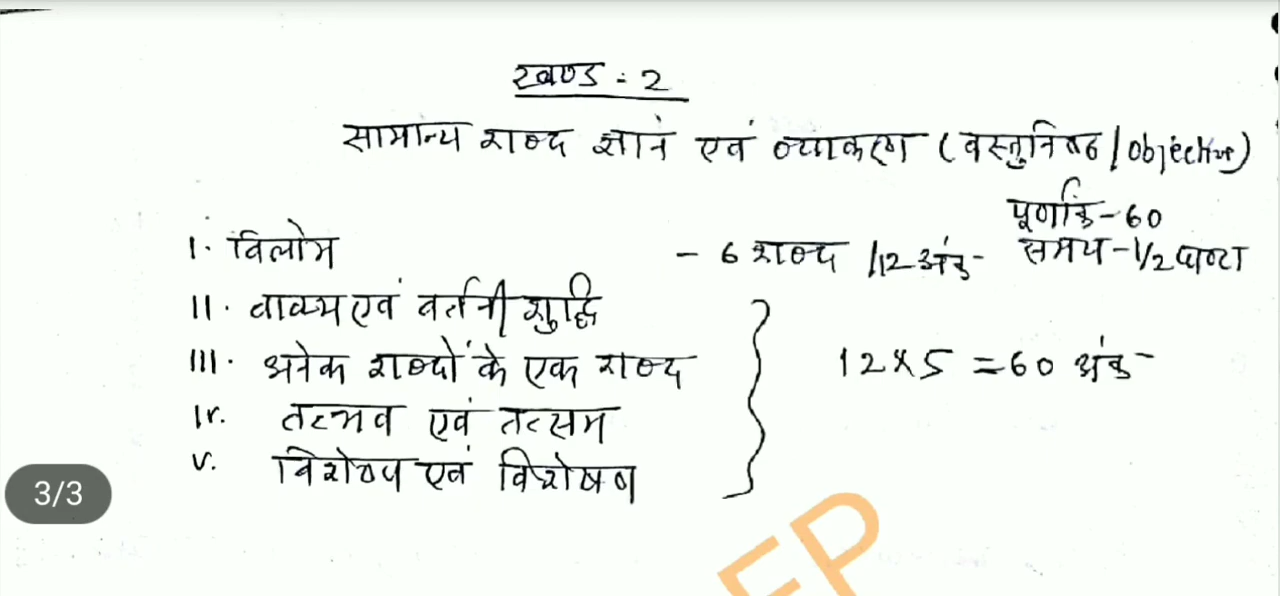 खण्ड - 2
सामान्य शब्द ज्ञान एवं व्याकरण (वस्तुनिष्ठ / objective)
पूर्णांक - 60
I. विलोम - 6 शब्द / 12 अंक समय - 1/2 घण्टा
II. वाक्य एवं वर्तनी शुद्धि
III. अनेक शब्दों के एक शब्द 12 x 5 = 60 अंक
IV. तद्भव एवं तत्सम
V. विशेष्य एवं विशेषण
3/3
EP